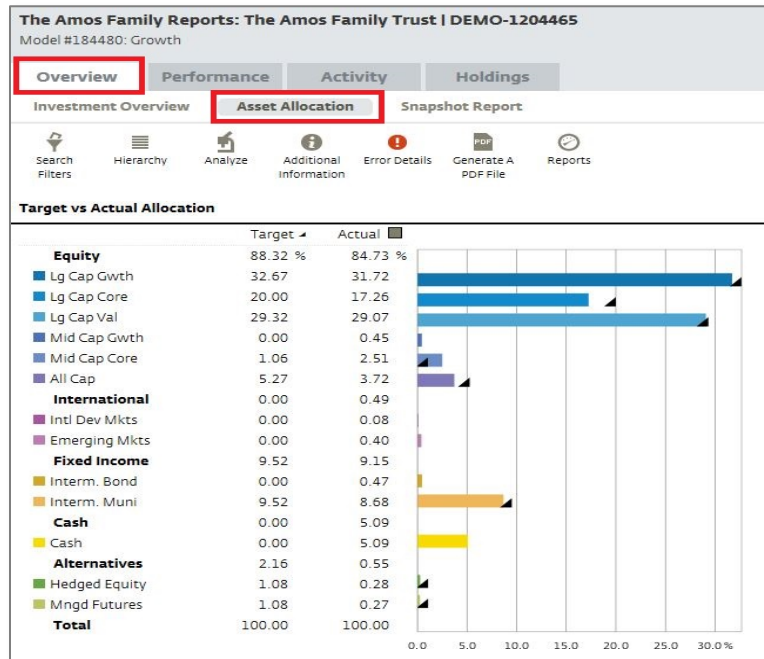 The Amos Family Reports: The Amos Family Trust | DEMO-1204465
Model #184480: Growth
Overview Performance Activity Holdings
Investment Overview Asset Allocation Snapshot Report
PDF
Search Filters Hierarchy Analyze Additional Information Error Details Generate A PDF File Reports
Target vs Actual Allocation
Target Actual
Equity 88.32 % 84.73 %
Lg Cap Gwth 32.67 31.72
Lg Cap Core 20.00 17.26
Lg Cap Val 29.32 29.07
Mid Cap Gwth 0.00 0.45
Mid Cap Core 1.06 2.51
All Cap 5.27 3.72
International 0.00 0.49
Intl Dev Mkts 0.00 0.08
Emerging Mkts 0.00 0.40
Fixed Income 9.52 9.15
Interm. Bond 0.00 0.47
Interm. Muni 9.52 8.68
Cash 0.00 5.09
Cash 0.00 5.09
Alternatives 2.16 0.55
Hedged Equity 1.08 0.28
Mngd Futures 1.08 0.27
Total 100.00 100.00
0.0 5.0 10.0 15.0 20.0 25.0 30.0%